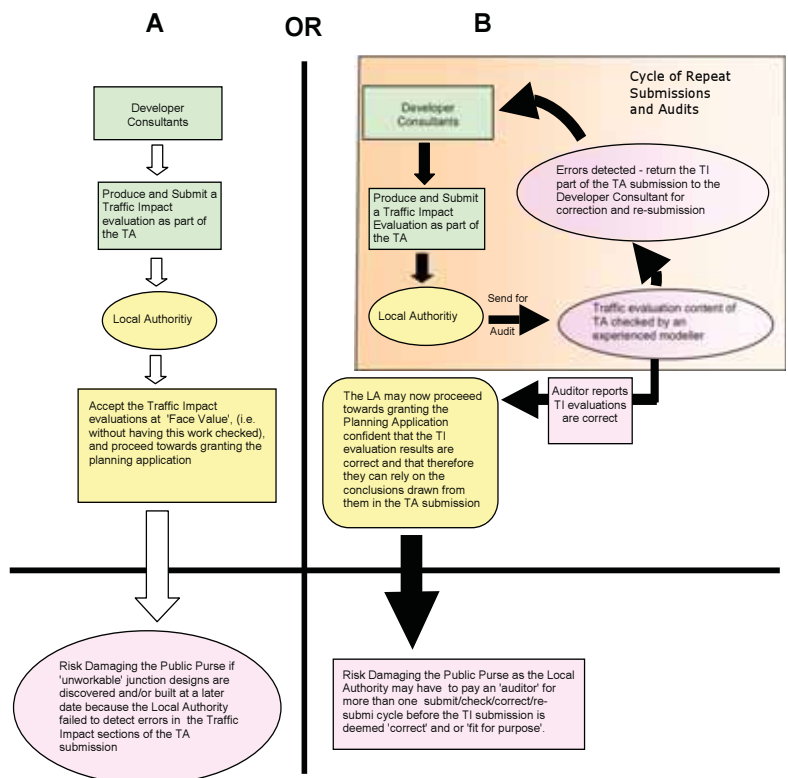 A
OR
B
Developer
Consultants
Produce and Submit a
Traffic Impact
evaluation as part of
the TA
Local Authoritiy
Accept the Traffic Impact
evaluations at 'Face Value', (i.e.
without having this work checked),
and proceed towards granting the
planning application
Risk Damaging the Public Purse if
'unworkable' junction designs are
discovered and/or built at a later
date because the Local Authority
failed to detect errors in the Traffic
Impact sections of the TA
submission
Cycle of Repeat
Submissions
and Audits
Developer
Consultants
Produce and Submit
a Traffic Impact
Evaluation as part of
the TA
Local Authoritiy
Send for
Audit
Traffic evaluation content of
TA checked by an
experienced modeller
Errors detected - return the TI
part of the TA submission to the
Developer Consultant for
correction and re-submission
Auditor reports
TI evaluations
are correct
The LA may now proceeed
towards granting the
Planning Application
confident that the TI
evaluation results are
correct and that therefore
they can rely on the
conclusions drawn from
them in the TA submission
Risk Damaging the Public Purse as the Local
Authority may have to pay an 'auditor' for
more than one submit/check/correct/re-
submi cycle before the TI submission is
deemed 'correct' and or 'fit for purpose'.